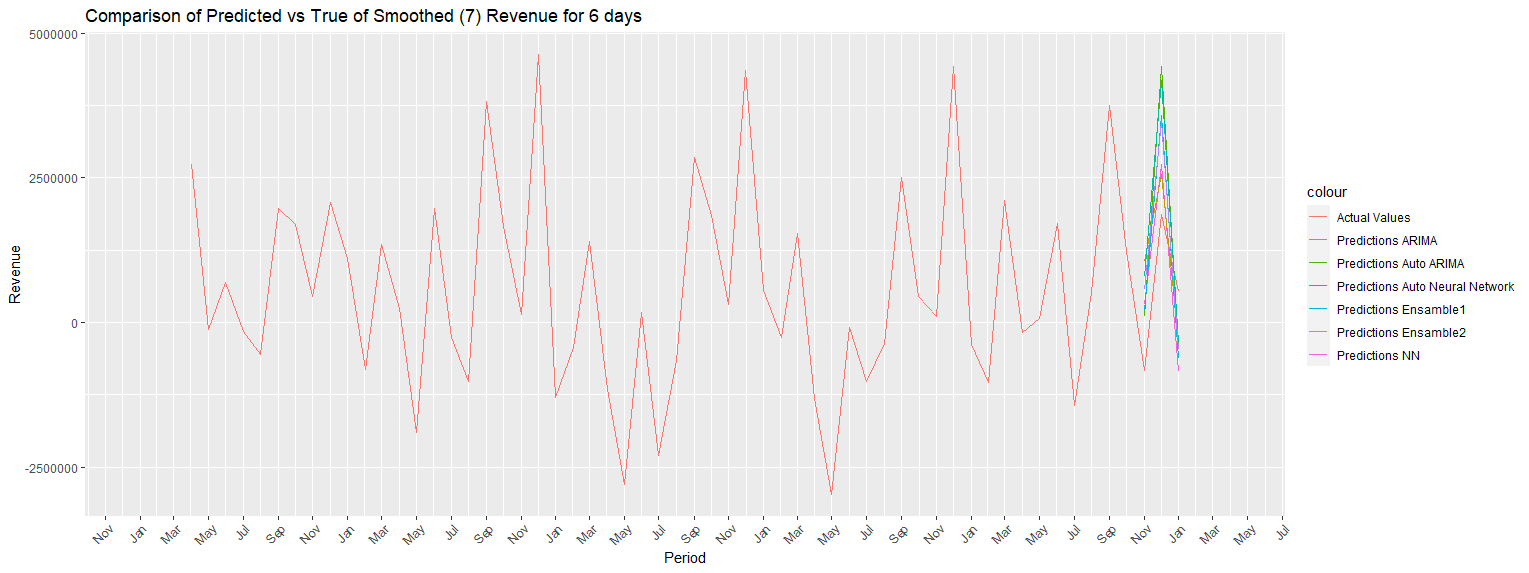 Comparison of Predicted vs True of Smoothed (7) Revenue for 6 days
5000000
2500000
0
-2500000
Revenue
Nov Jan Mar May Jul Sep Nov Jan Mar May Jul Sep Nov Jan Mar May Jul Sep Nov Jan Mar May Jul Sep Nov Jan Mar May Jul Sep Nov Jan Mar May Jul
Period
colour
Actual Values
Predictions ARIMA
Predictions Auto ARIMA
Predictions Auto Neural Network
Predictions Ensamble1
Predictions Ensamble2
Predictions NN